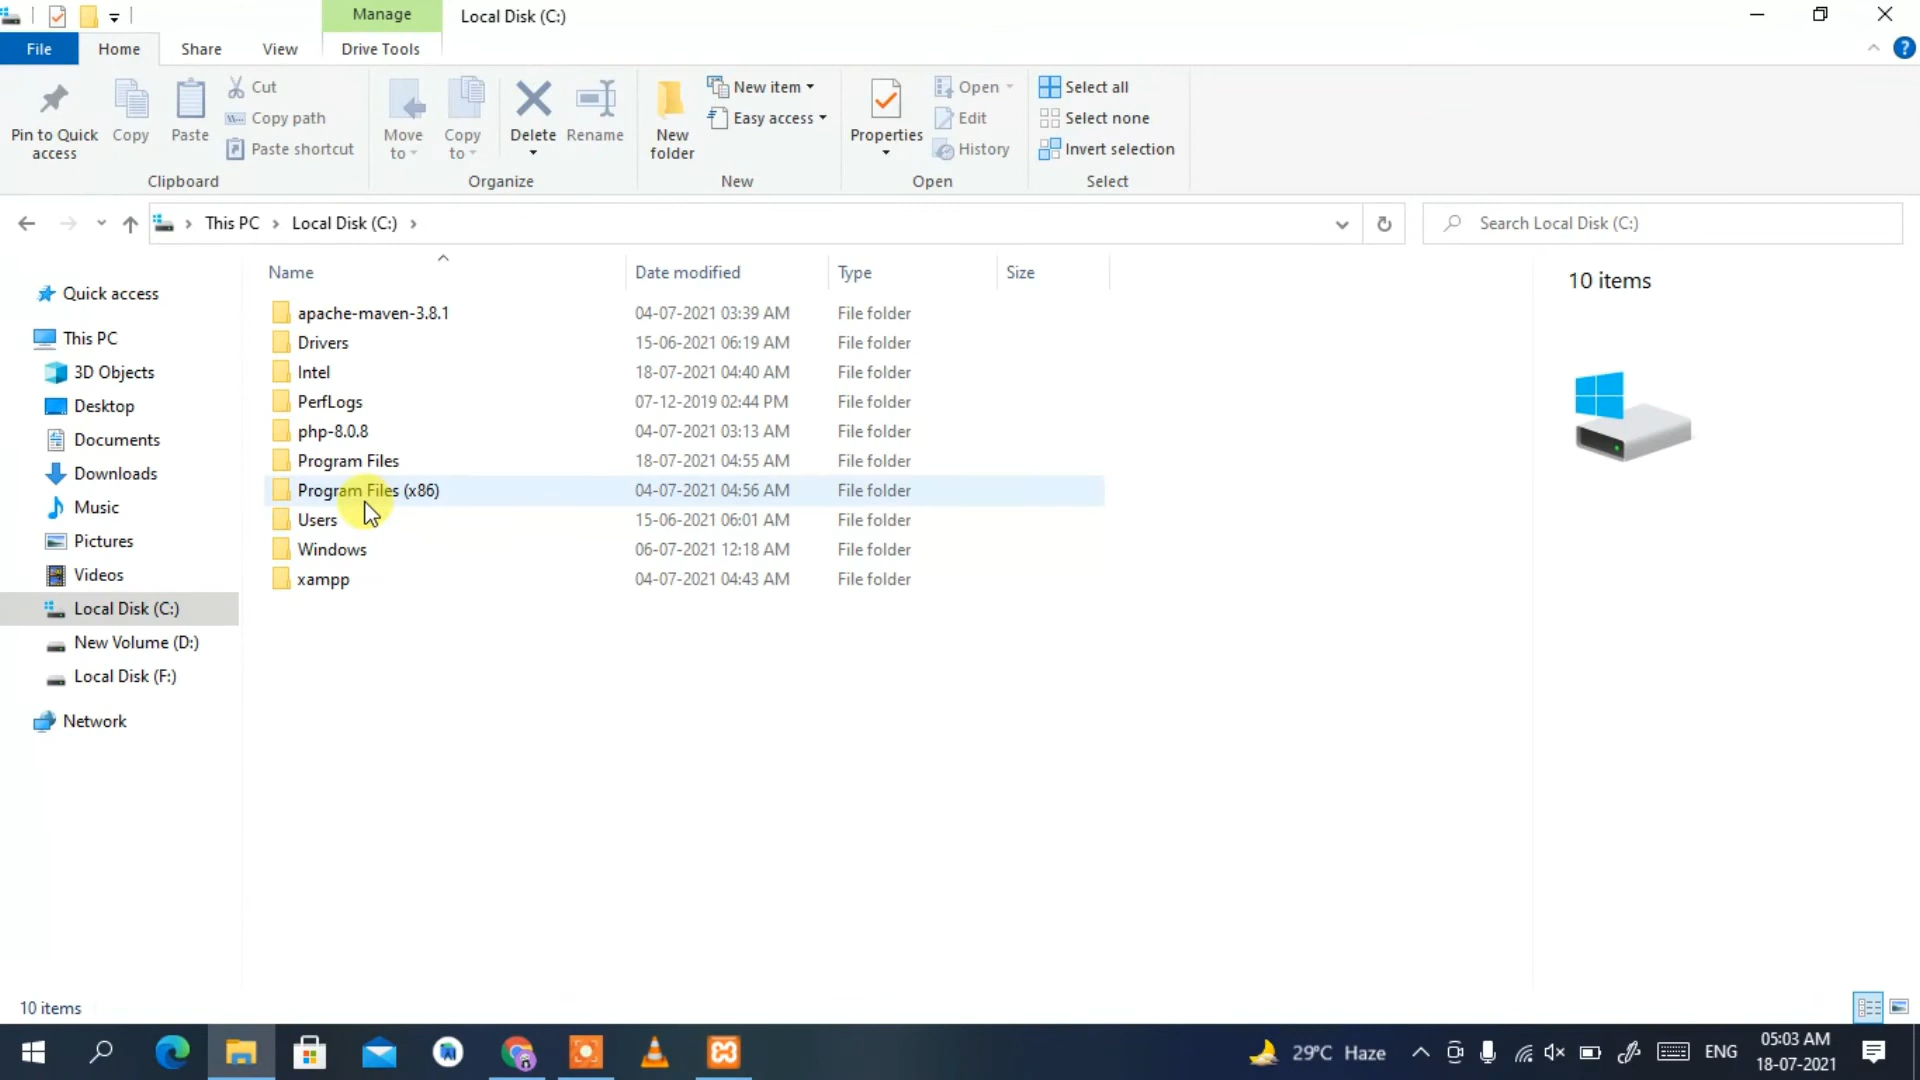 Manage
Local Disk (C:)
File
Home
Share
View
Drive Tools
Pin to Quick access
Copy
Paste
Cut
Copy path
Paste shortcut
Clipboard
Move to
Copy to
Delete
Rename
Organize
New folder
New item
Easy access
New
Properties
Open
Edit
History
Open
Select all
Select none
Invert selection
Select
This PC
Local Disk (C:)
Search Local Disk (C:)
Quick access
This PC
3D Objects
Desktop
Documents
Downloads
Music
Pictures
Videos
Local Disk (C:)
New Volume (D:)
Local Disk (F:)
Network
Name Date modified Type Size
apache-maven-3.8.1 04-07-2021 03:39 AM File folder
Drivers 15-06-2021 06:19 AM File folder
Intel 18-07-2021 04:40 AM File folder
PerfLogs 07-12-2019 02:44 PM File folder
php-8.0.8 04-07-2021 03:13 AM File folder
Program Files 18-07-2021 04:55 AM File folder
Program Files (x86) 04-07-2021 04:56 AM File folder
Users 15-06-2021 06:01 AM File folder
Windows 06-07-2021 12:18 AM File folder
xampp 04-07-2021 04:43 AM File folder
10 items
10 items
29°C Haze
ENG
05:03 AM
18-07-2021